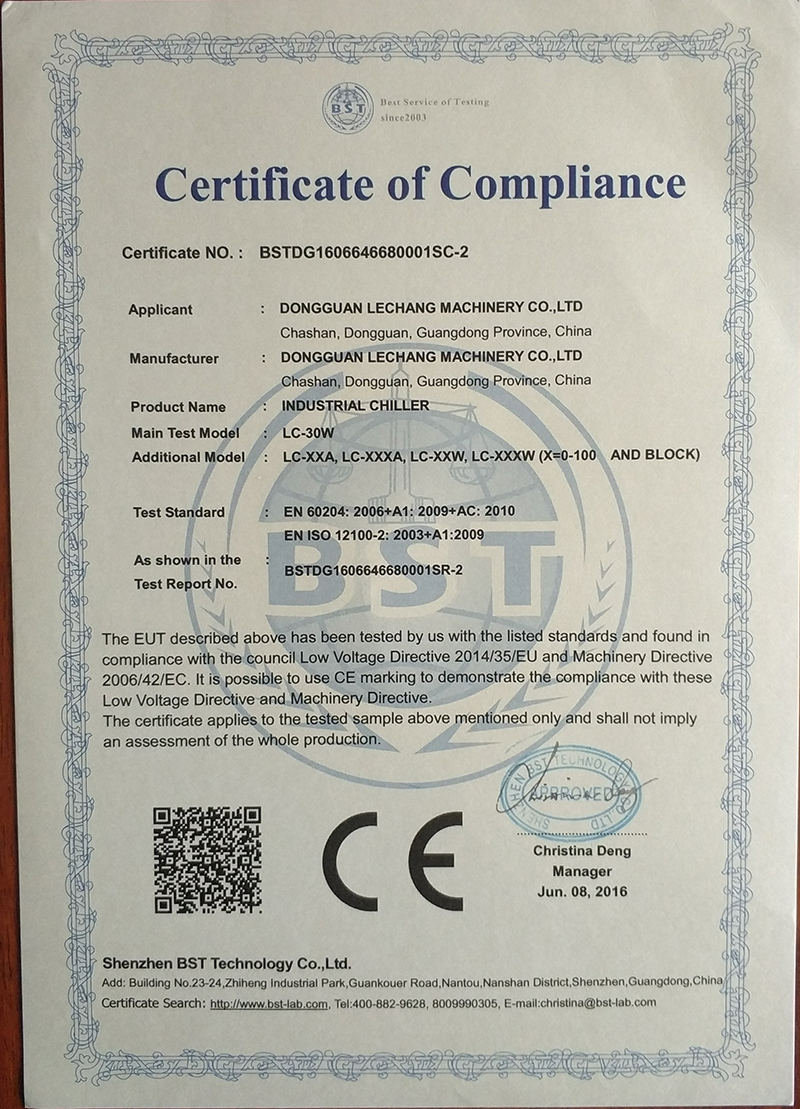 BST
Best Service of Testing
since2003
Certificate of Compliance
Certificate NO. : BSTDG1606646680001SC-2
Applicant : DONGGUAN LECHANG MACHINERY CO.,LTD
Chashan, Dongguan, Guangdong Province, China
Manufacturer : DONGGUAN LECHANG MACHINERY CO.,LTD
Chashan, Dongguan, Guangdong Province, China
Product Name : INDUSTRIAL CHILLER
Main Test Model : LC-30W
Additional Model : LC-XXA, LC-XXXA, LC-XXW, LC-XXXW (X=0-100 AND BLOCK)
Test Standard : EN 60204: 2006+A1: 2009+AC: 2010
EN ISO 12100-2: 2003+A1:2009
As shown in the :
Test Report No. BSTDG1606646680001SR-2
BST
The EUT described above has been tested by us with the listed standards and found in
compliance with the council Low Voltage Directive 2014/35/EU and Machinery Directive
2006/42/EC. It is possible to use CE marking to demonstrate the compliance with these
Low Voltage Directive and Machinery Directive.
The certificate applies to the tested sample above mentioned only and shall not imply
an assessment of the whole production.
SHENZHEN BST TECHNOLOGY CO.,LTD
APPROVED
CE
Christina Deng
Manager
Jun. 08, 2016
Shenzhen BST Technology Co.,Ltd.
Add: Building No.23-24,Zhiheng Industrial Park,Guankouer Road,Nantou,Nanshan District,Shenzhen,Guangdong,China
Certificate Search: http://www.bst-lab.com, Tel:400-882-9628, 8009990305, E-mail:christina@bst-lab.com